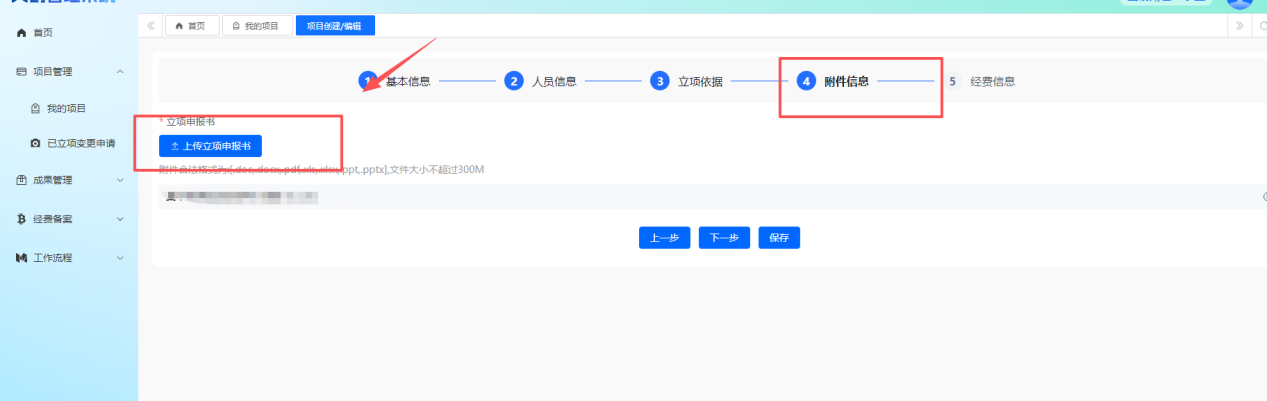 首页
我的项目
项目创建/编辑
首页
项目管理
我的项目
已立项变更申请
成果管理
经费备案
工作流程
1 基本信息
2 人员信息
3 立项依据
4 附件信息
5 经费信息
* 立项申报书
上传立项申报书
附件合法格式为[.doc,.docx,.pdf,.xls,.xlsx,.ppt,.pptx],文件大小不超过300M
上一步
下一步
保存